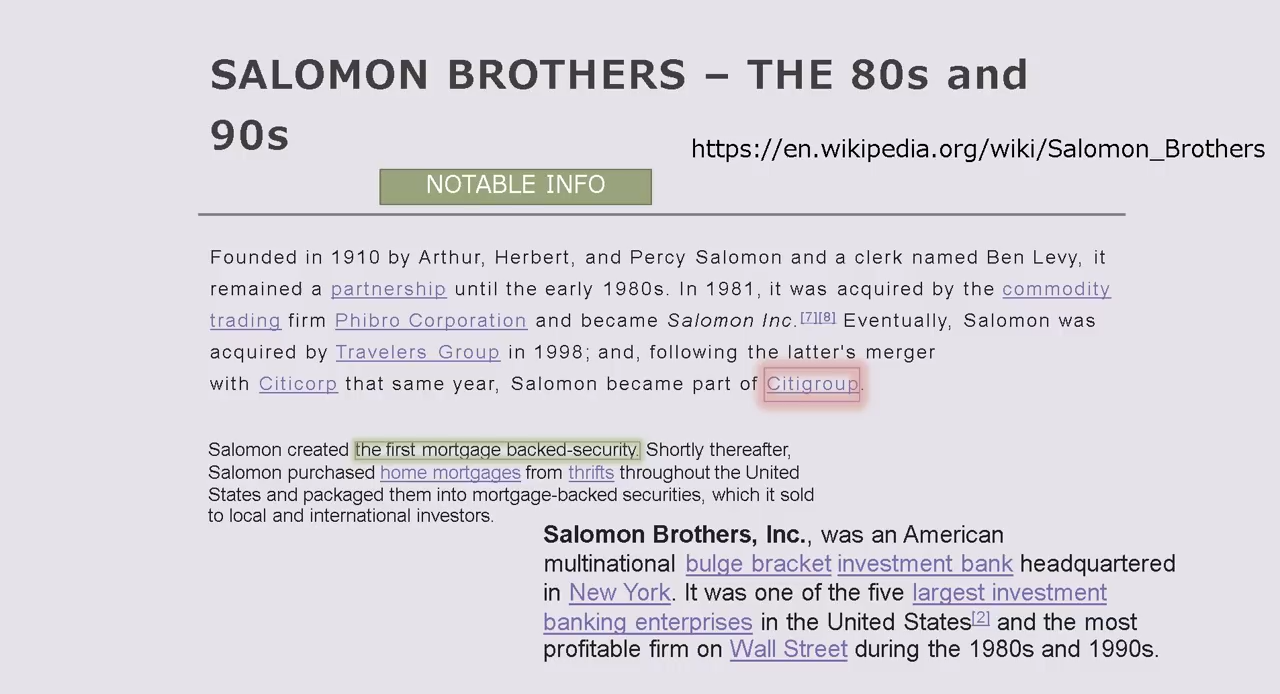 SALOMON BROTHERS – THE 80s and
90s
https://en.wikipedia.org/wiki/Salomon_Brothers
NOTABLE INFO
Founded in 1910 by Arthur, Herbert, and Percy Salomon and a clerk named Ben Levy, it
remained a partnership until the early 1980s. In 1981, it was acquired by the commodity
trading firm Phibro Corporation and became Salomon Inc.[7][8] Eventually, Salomon was
acquired by Travelers Group in 1998; and, following the latter's merger
with Citicorp that same year, Salomon became part of Citigroup.
Salomon created the first mortgage backed-security. Shortly thereafter,
Salomon purchased home mortgages from thrifts throughout the United
States and packaged them into mortgage-backed securities, which it sold
to local and international investors.
Salomon Brothers, Inc., was an American
multinational bulge bracket investment bank headquartered
in New York. It was one of the five largest investment
banking enterprises in the United States[2] and the most
profitable firm on Wall Street during the 1980s and 1990s.